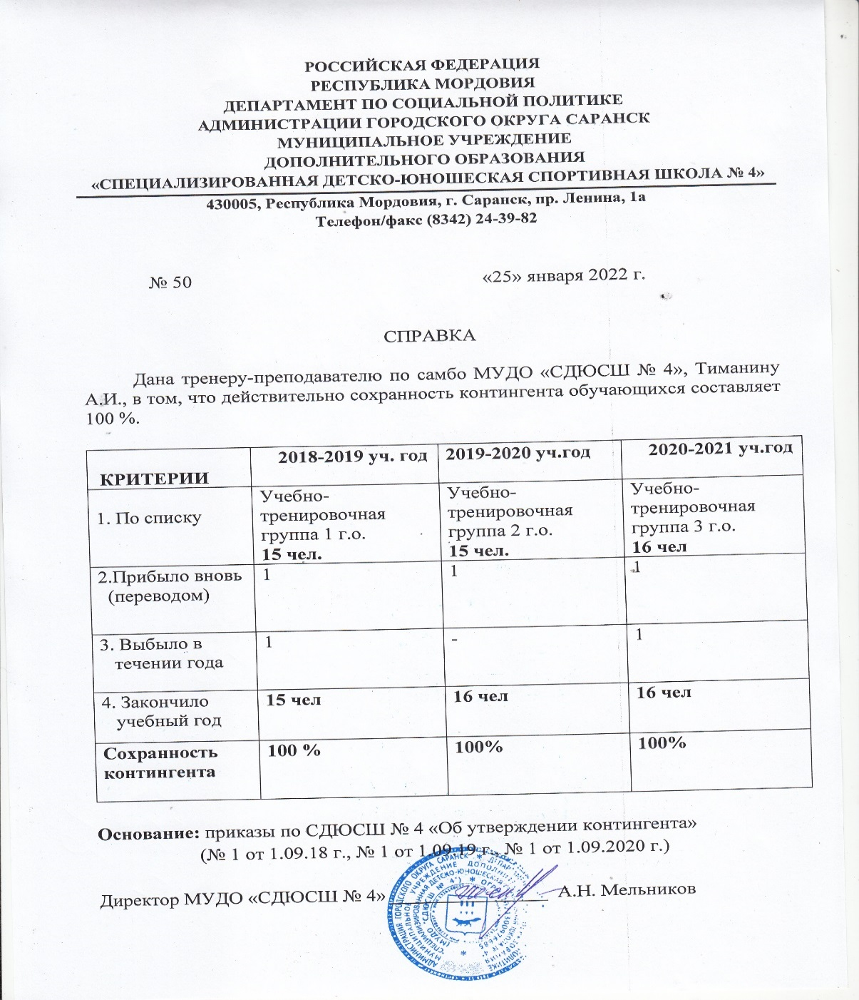 РОССИЙСКАЯ ФЕДЕРАЦИЯ
РЕСПУБЛИКА МОРДОВИЯ
ДЕПАРТАМЕНТ ПО СОЦИАЛЬНОЙ ПОЛИТИКЕ
АДМИНИСТРАЦИИ ГОРОДСКОГО ОКРУГА САРАНСК
МУНИЦИПАЛЬНОЕ УЧРЕЖДЕНИЕ
ДОПОЛНИТЕЛЬНОГО ОБРАЗОВАНИЯ
«СПЕЦИАЛИЗИРОВАННАЯ ДЕТСКО-ЮНОШЕСКАЯ СПОРТИВНАЯ ШКОЛА № 4»
430005, Республика Мордовия, г. Саранск, пр. Ленина, 1а
Телефон/факс (8342) 24-39-82
№ 50 «25» января 2022 г.
СПРАВКА
Дана тренеру-преподавателю по самбо МУДО «СДЮСШ № 4», Тиманину
А.И., в том, что действительно сохранность контингента обучающихся составляет
100 %.
КРИТЕРИИ
2018-2019 уч. год
2019-2020 уч.год
2020-2021 уч.год
1. По списку
Учебно-
тренировочная
группа 1 г.о.
15 чел.
Учебно-
тренировочная
группа 2 г.о.
15 чел.
Учебно-
тренировочная
группа 3 г.о.
16 чел
2.Прибыло вновь
(переводом)
1
1
1
3. Выбыло в
течении года
1
-
1
4. Закончило
учебный год
15 чел
16 чел
16 чел
Сохранность
контингента
100 %
100%
100%
Основание: приказы по СДЮСШ № 4 «Об утверждении контингента»
(№ 1 от 1.09.18 г., № 1 от 1.09.19 г., № 1 от 1.09.2020 г.)
Директор МУДО «СДЮСШ № 4» А.Н. Мельников